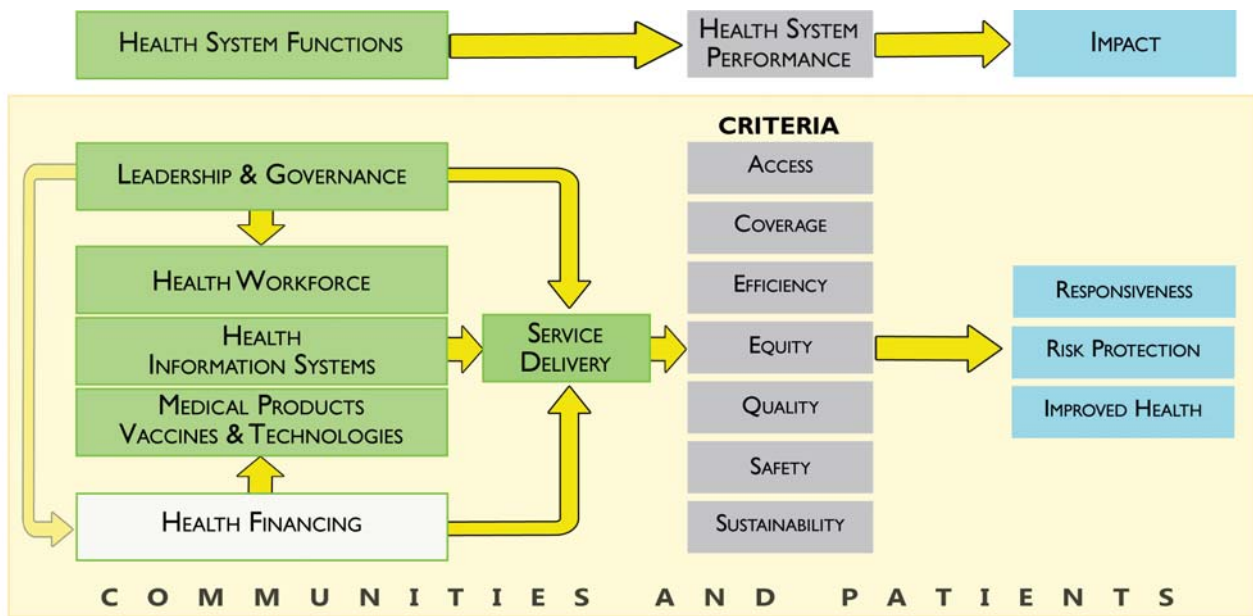 HEALTH SYSTEM FUNCTIONS
HEALTH SYSTEM
PERFORMANCE
IMPACT
CRITERIA
LEADERSHIP & GOVERNANCE
HEALTH WORKFORCE
HEALTH
INFORMATION SYSTEMS
MEDICAL PRODUCTS
VACCINES & TECHNOLOGIES
HEALTH FINANCING
SERVICE
DELIVERY
ACCESS
COVERAGE
EFFICIENCY
EQUITY
QUALITY
SAFETY
SUSTAINABILITY
RESPONSIVENESS
RISK PROTECTION
IMPROVED HEALTH
COMMUNITIES AND PATIENTS